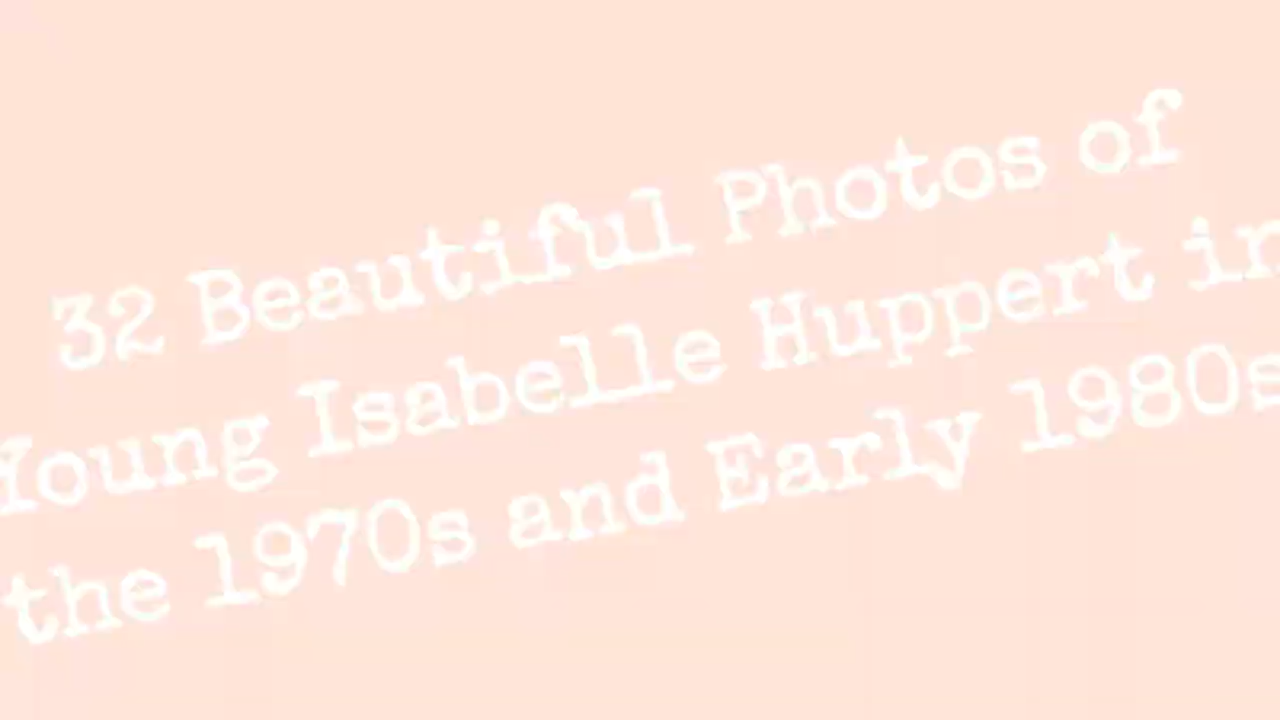 32 Beautiful Photos of
Young Isabelle Huppert in
the 1970s and Early 1980s